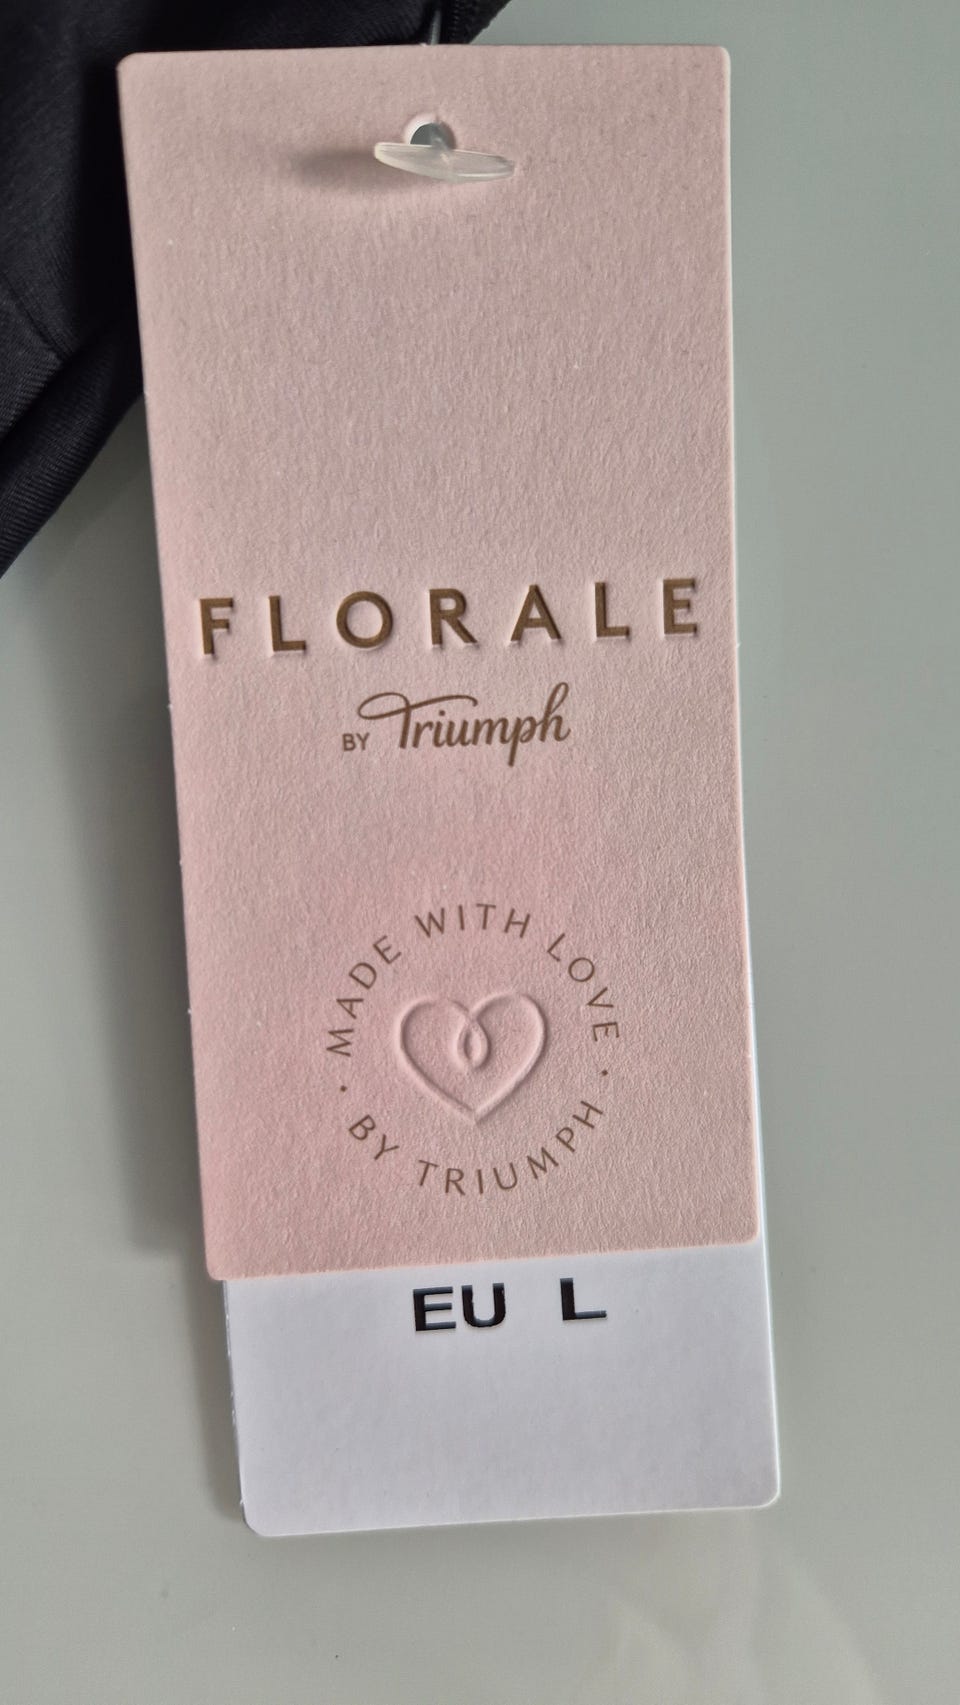 FLORALE
BY Triumph
MADE WITH LOVE
· BY TRIUMPH ·
EU L